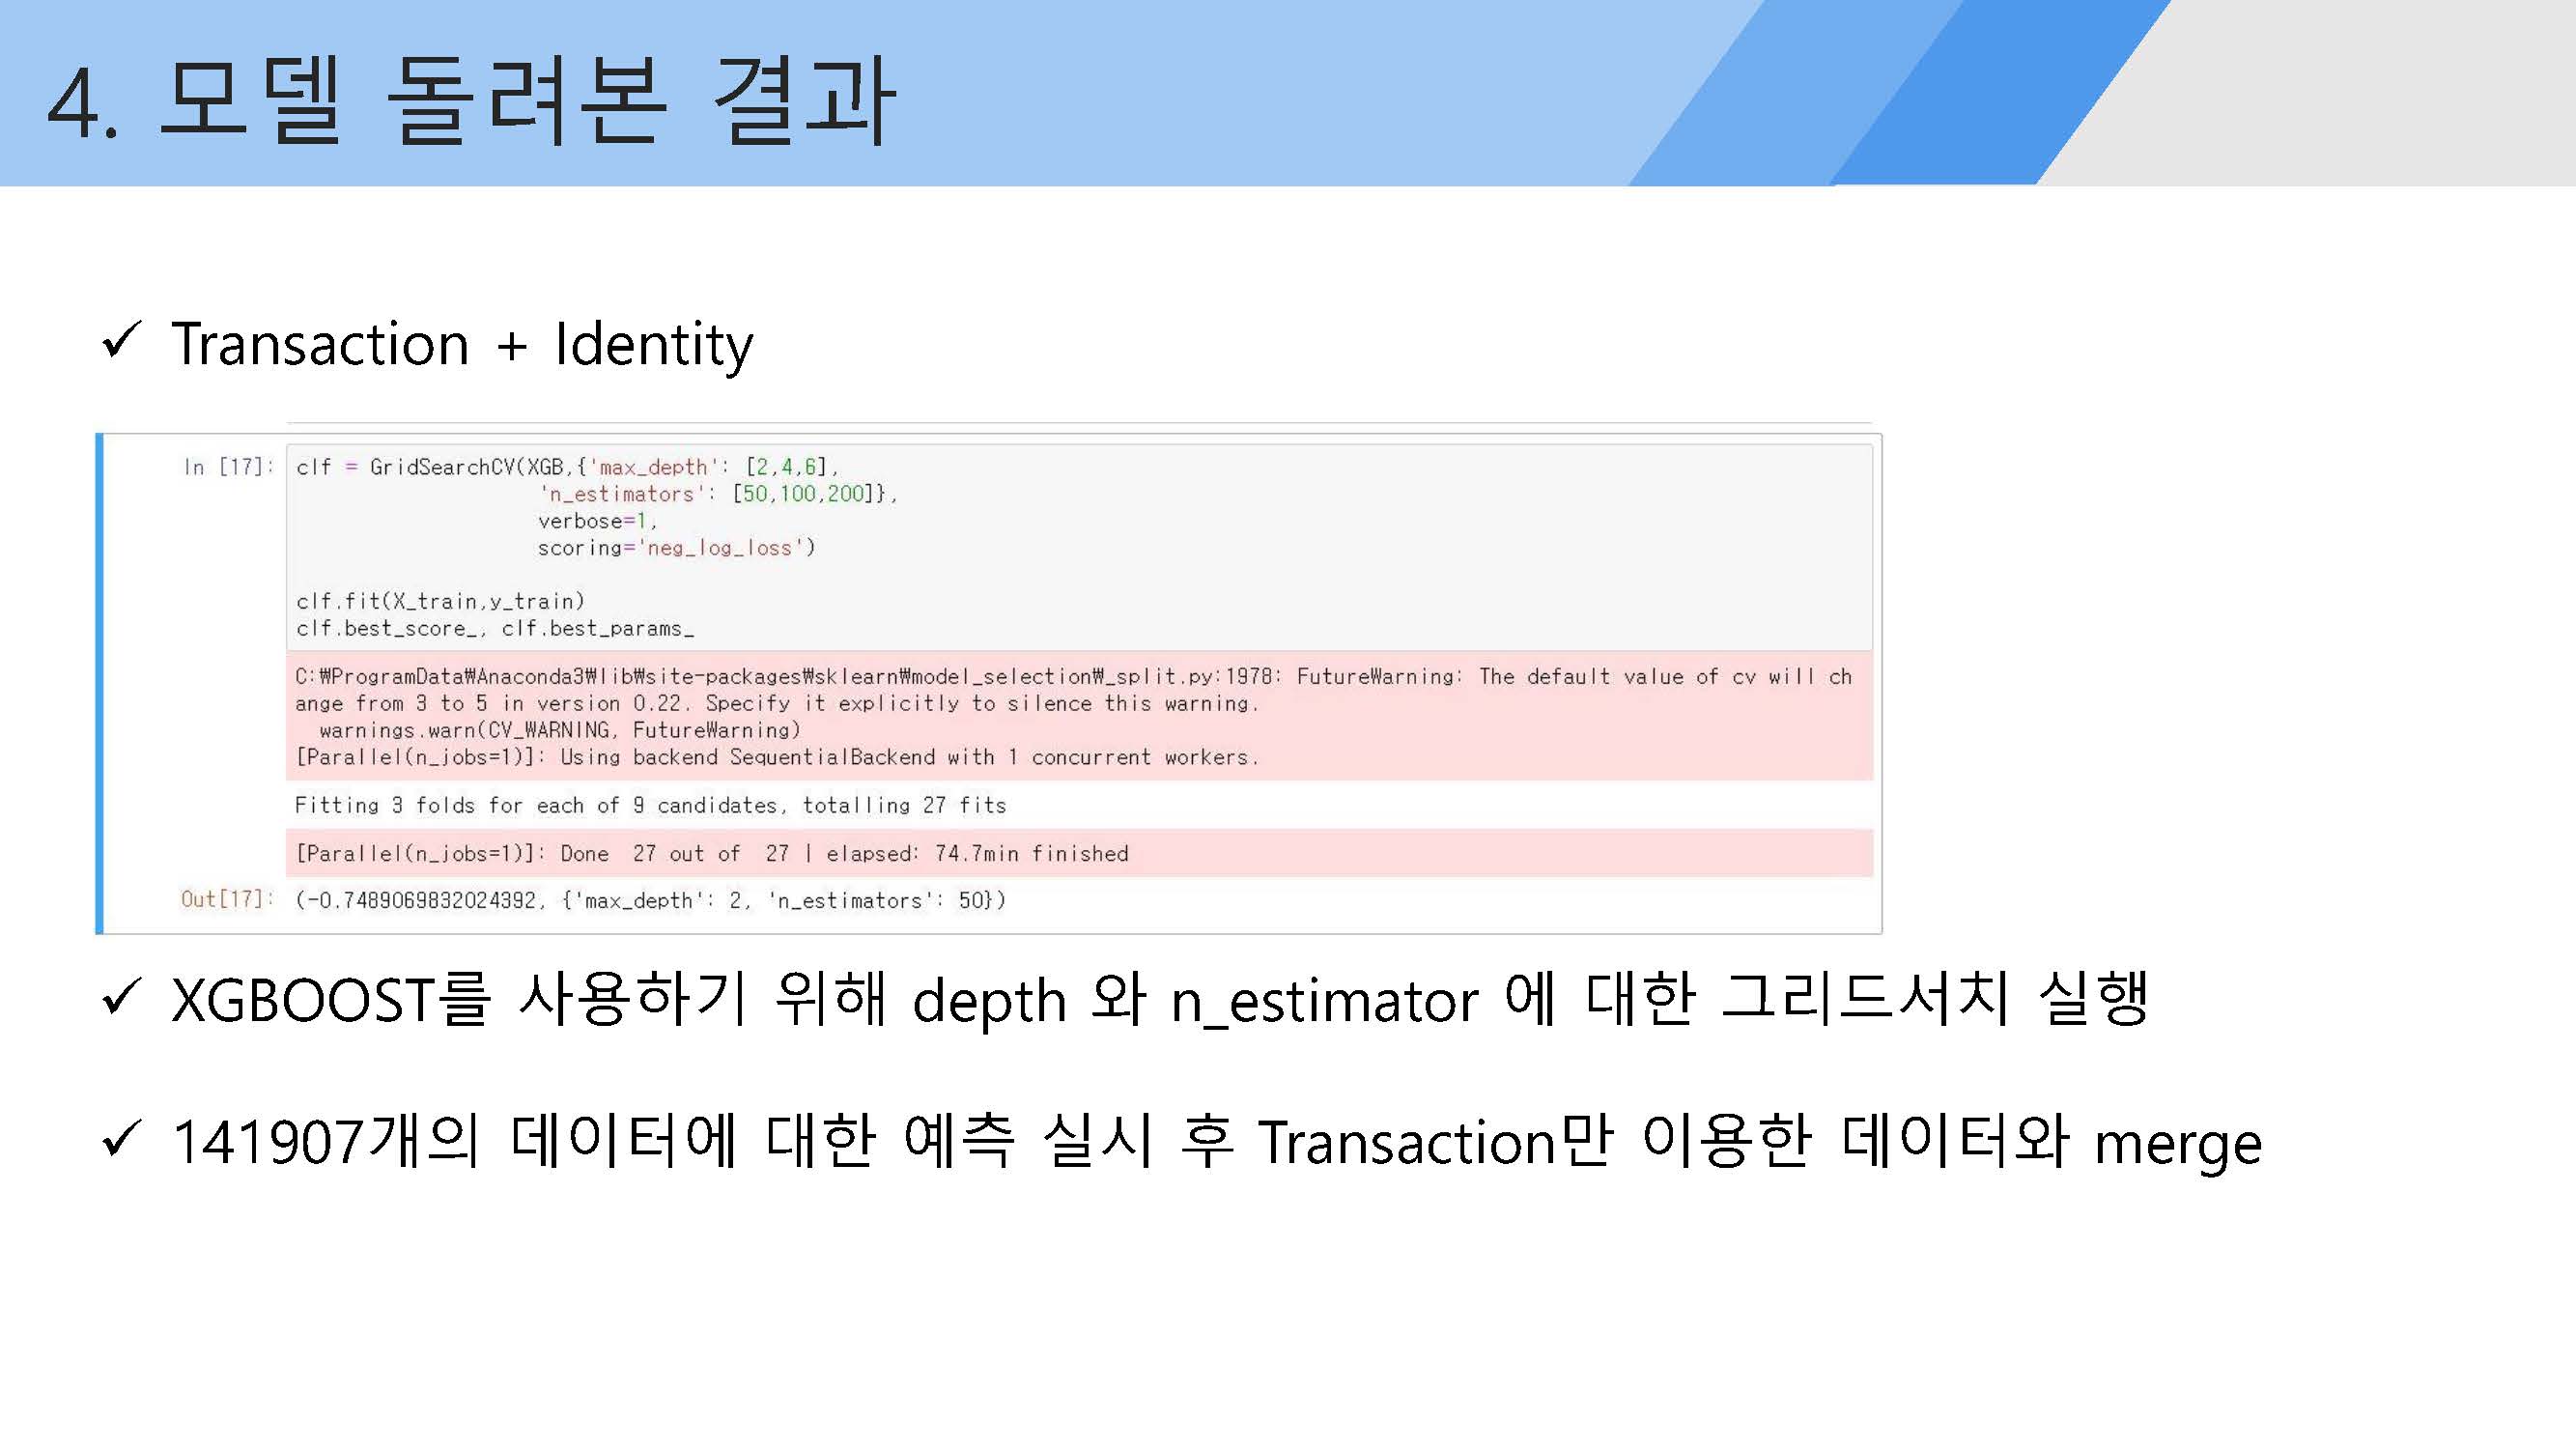 4. 모델 돌려본 결과
✓ Transaction + Identity
In [17]: clf = GridSearchCV(XGB,{'max_depth': [2,4,6],
'n_estimators': [50,100,200]},
verbose=1,
scoring='neg_log_loss')
clf.fit(X_train,y_train)
clf.best_score_, clf.best_params_
C:₩ProgramData₩Anaconda3₩lib₩site-packages₩sklearn₩model_selection₩_split.py:1978: FutureWarning: The default value of cv will ch
ange from 3 to 5 in version 0.22. Specify it explicitly to silence this warning.
warnings.warn(CV_WARNING, FutureWarning)
[Parallel(n_jobs=1)]: Using backend SequentialBackend with 1 concurrent workers.
Fitting 3 folds for each of 9 candidates, totalling 27 fits
[Parallel(n_jobs=1)]: Done 27 out of 27 | elapsed: 74.7min finished
Out[17]: (-0.7489069832024392, {'max_depth': 2, 'n_estimators': 50})
✓ XGBOOST를 사용하기 위해 depth 와 n_estimator 에 대한 그리드서치 실행
✓ 141907개의 데이터에 대한 예측 실시 후 Transaction만 이용한 데이터와 merge